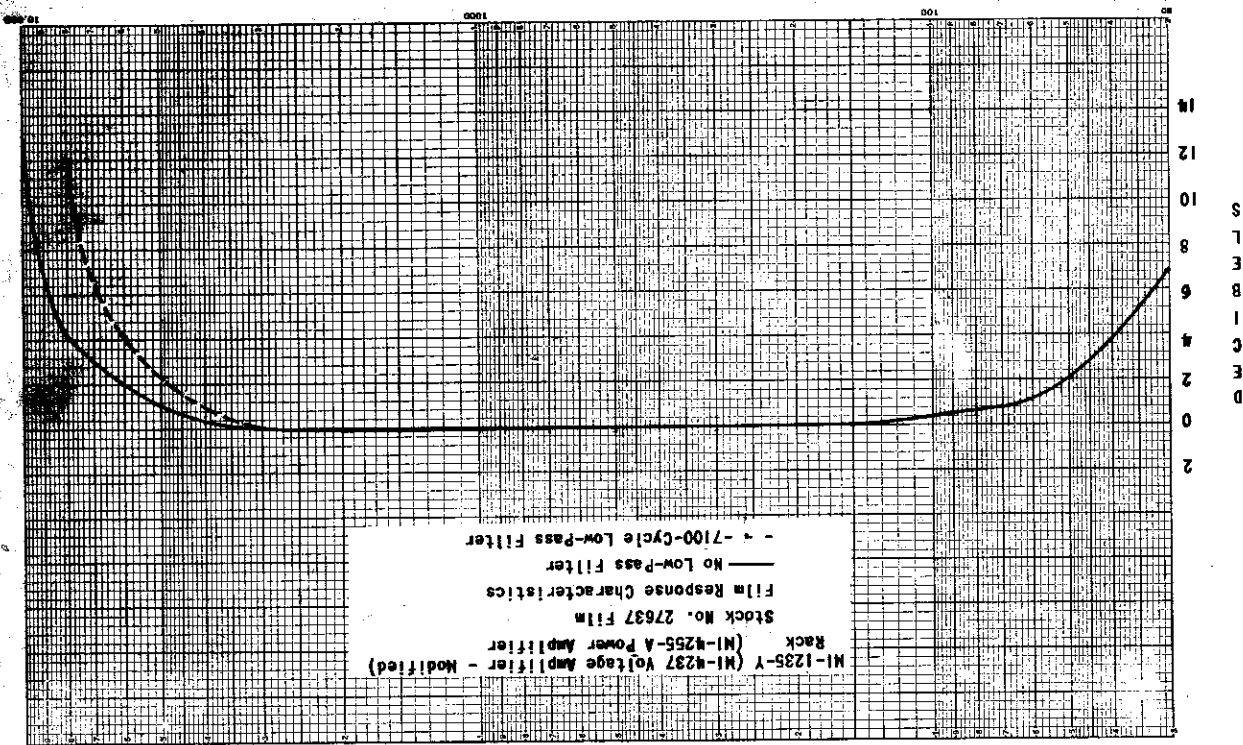 MI-1235-Y (MI-4237 Voltage Amplifier - Modified)
Rack (MI-4255-A Power Amplifier
Stock No. 27637 Film
Film Response Characteristics
—— No Low-Pass Filter
- - -7100-Cycle Low-Pass Filter
DECIBELS
2
0
2
4
6
8
10
12
14
30 100 1000 10,000